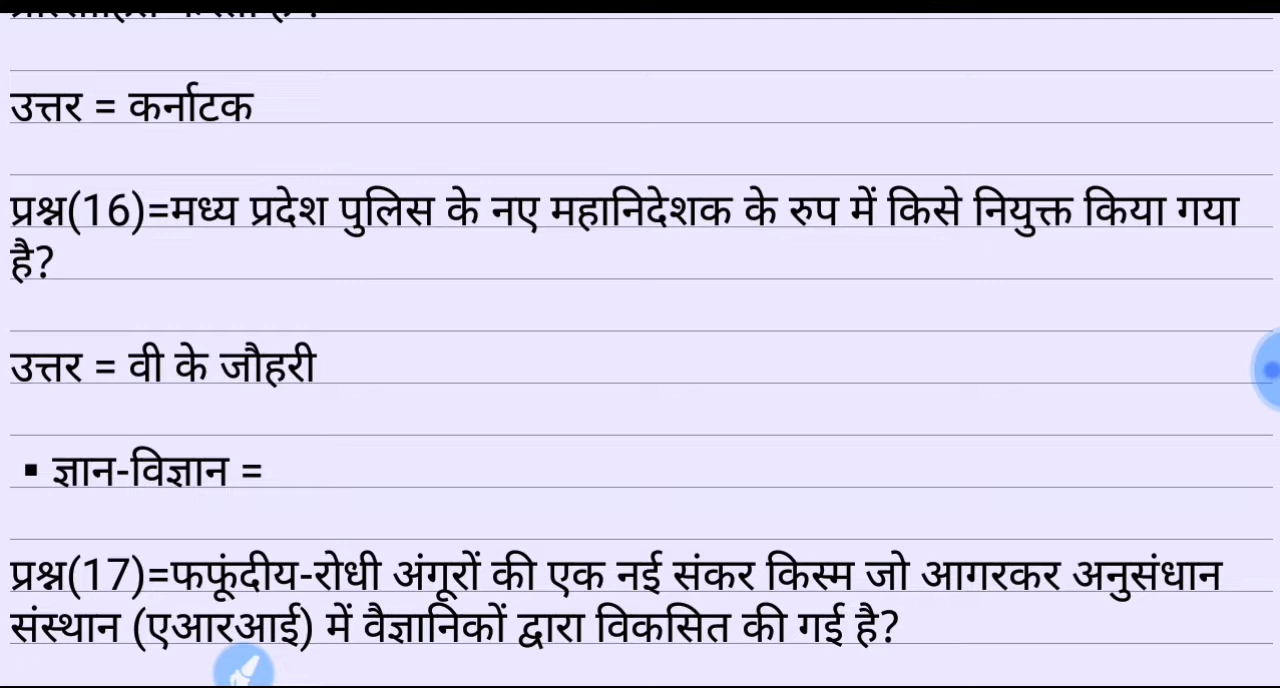 उत्तर = कर्नाटक
प्रश्न(16)=मध्य प्रदेश पुलिस के नए महानिदेशक के रुप में किसे नियुक्त किया गया
है?
उत्तर = वी के जौहरी
▪ ज्ञान-विज्ञान =
प्रश्न(17)=फफूंदीय-रोधी अंगूरों की एक नई संकर किस्म जो आगरकर अनुसंधान
संस्थान (एआरआई) में वैज्ञानिकों द्वारा विकसित की गई है?